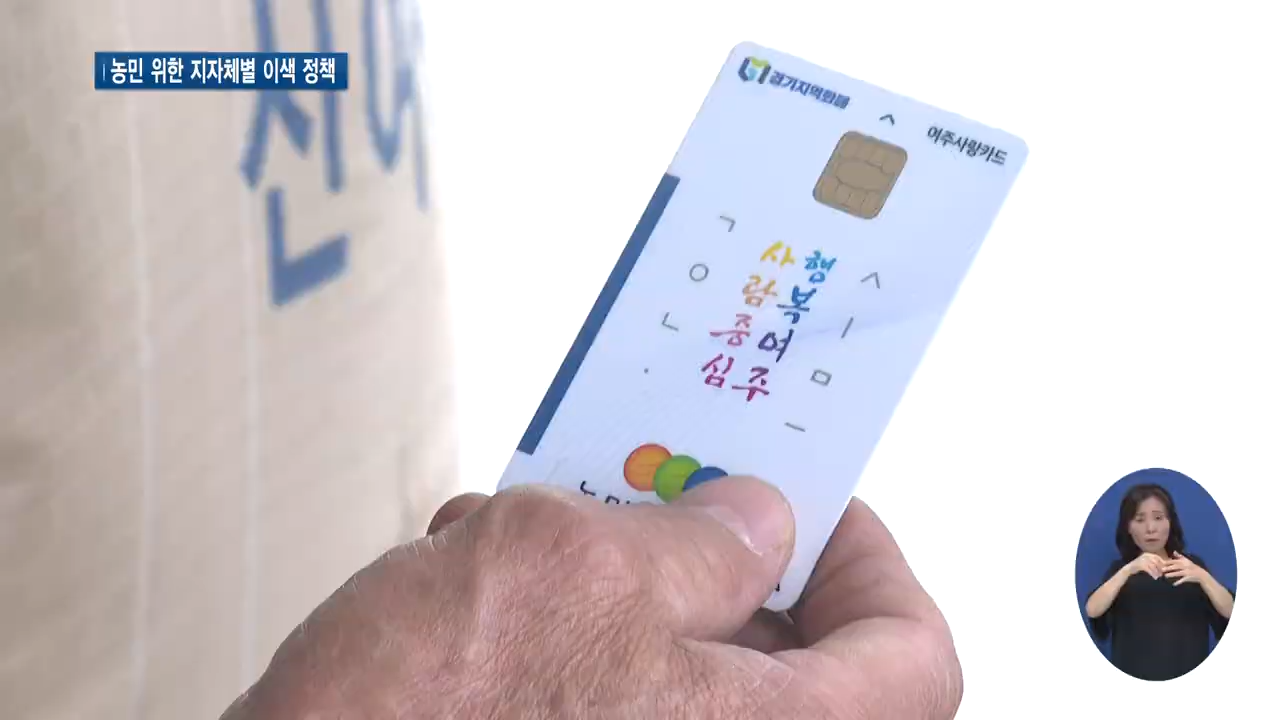 농민 위한 지자체별 이색 정책
경기지역화폐
여주사랑카드
사람중심
행복여주